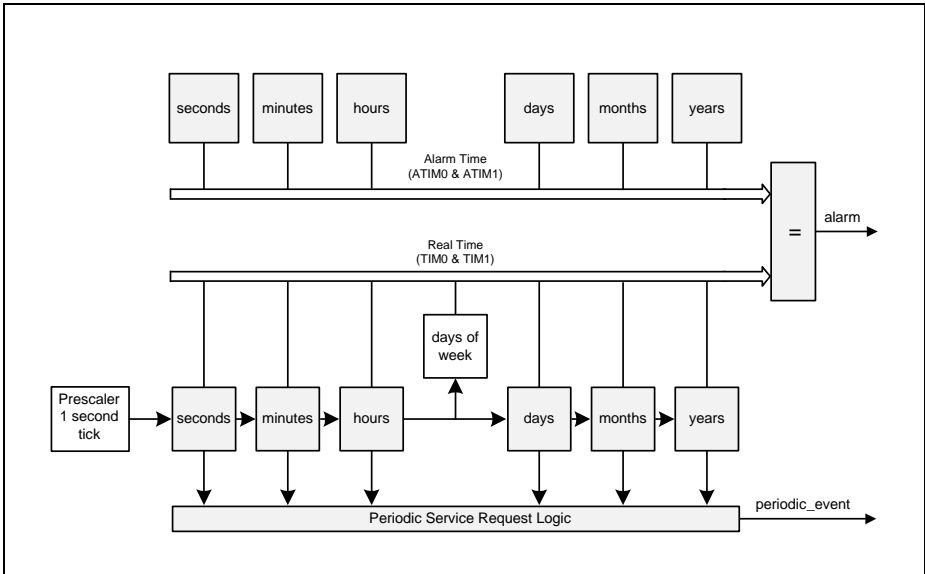 seconds minutes hours days months years
Alarm Time
(ATIM0 & ATIM1)
alarm
=
Real Time
(TIM0 & TIM1)
days of
week
Prescaler
1 second
tick
seconds minutes hours days months years
periodic_event
Periodic Service Request Logic